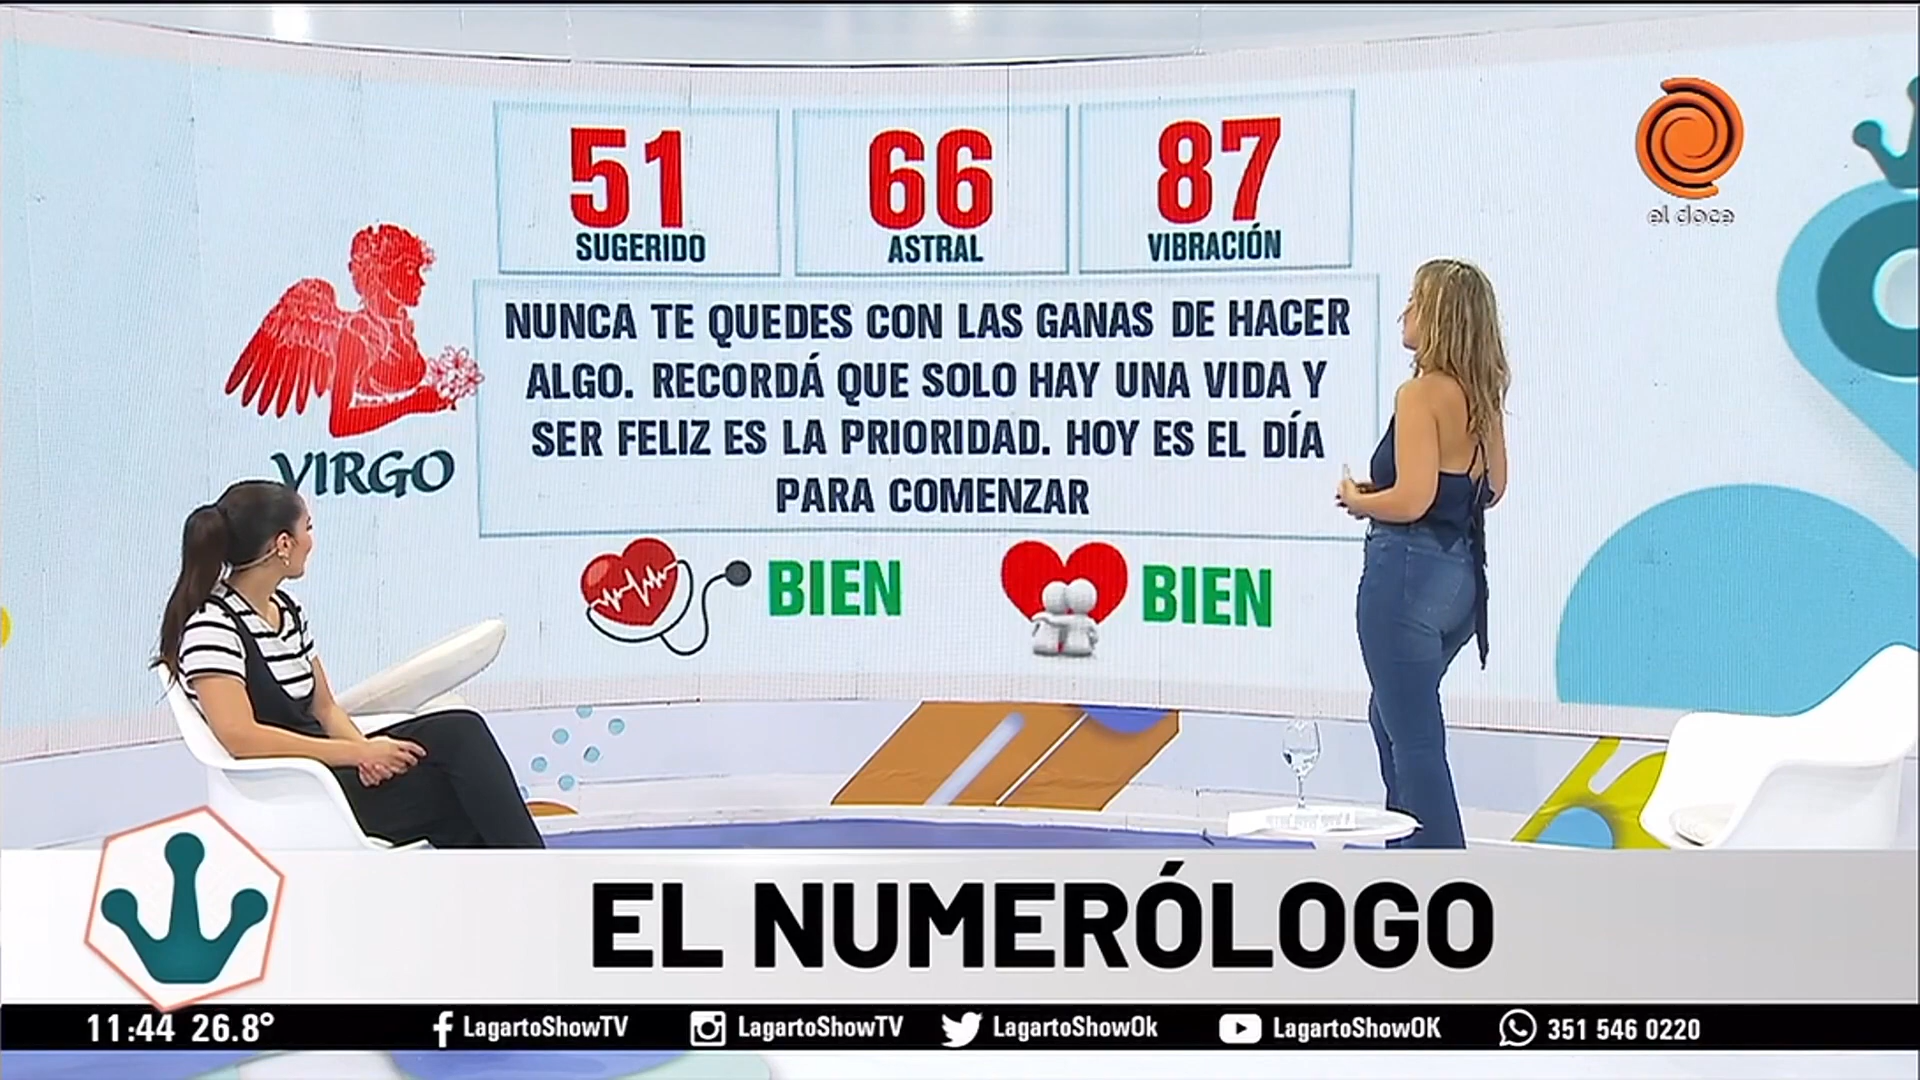 51
SUGERIDO
66
ASTRAL
87
VIBRACIÓN
el doce
VIRGO
NUNCA TE QUEDES CON LAS GANAS DE HACER
ALGO. RECORDÁ QUE SOLO HAY UNA VIDA Y
SER FELIZ ES LA PRIORIDAD. HOY ES EL DÍA
PARA COMENZAR
BIEN
BIEN
EL NUMERÓLOGO
11:44 26.8° LagartoShowTV LagartoShowTV LagartoShowOk LagartoShowOK 351 546 0220